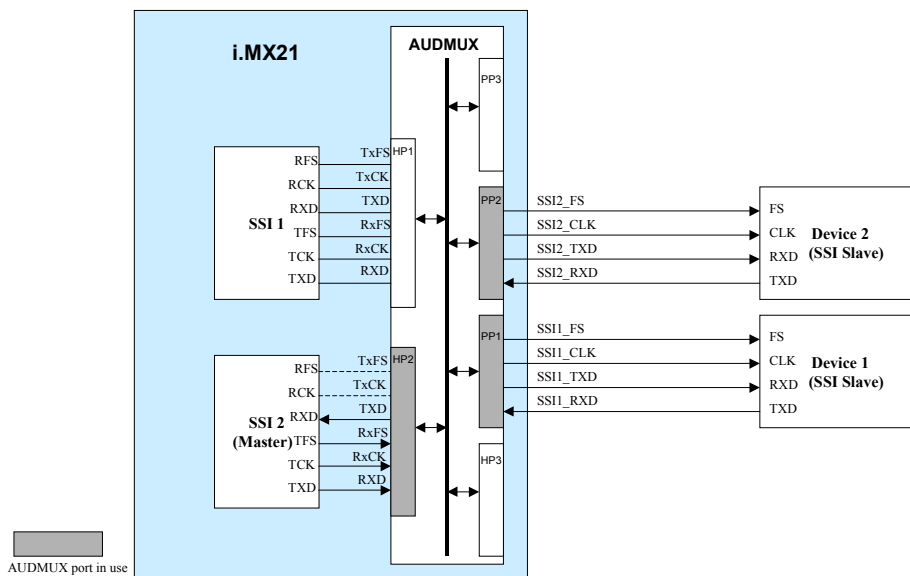 i.MX21
AUDMUX
PP3
HP1
RFS TxFS
RCK TxCK
RXD TXD
SSI 1
TFS RxFS
TCK RxCK
TXD RXD
PP2
SSI2_FS FS
SSI2_CLK CLK
SSI2_TXD RXD
SSI2_RXD TXD
Device 2
(SSI Slave)
PP1
SSI1_FS FS
SSI1_CLK CLK
SSI1_TXD RXD
SSI1_RXD TXD
Device 1
(SSI Slave)
HP2
RFS TxFS
RCK TxCK
RXD TXD
SSI 2
(Master)
TFS RxFS
TCK RxCK
TXD RXD
HP3
AUDMUX port in use